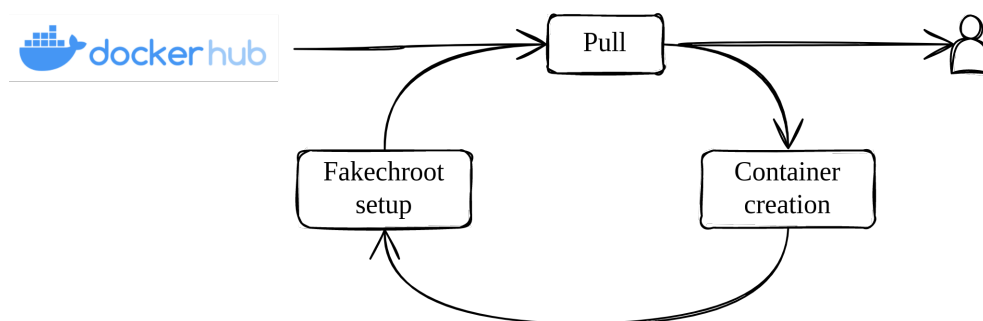 dockerhub
Pull
Fakechroot
setup
Container
creation